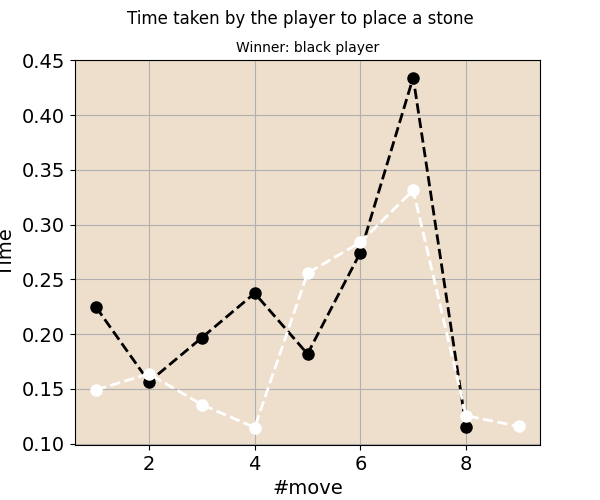 Time taken by the player to place a stone
Winner: black player
0.45
0.40
0.35
0.30
0.25
0.20
0.15
0.10
Time
2 4 6 8
#move